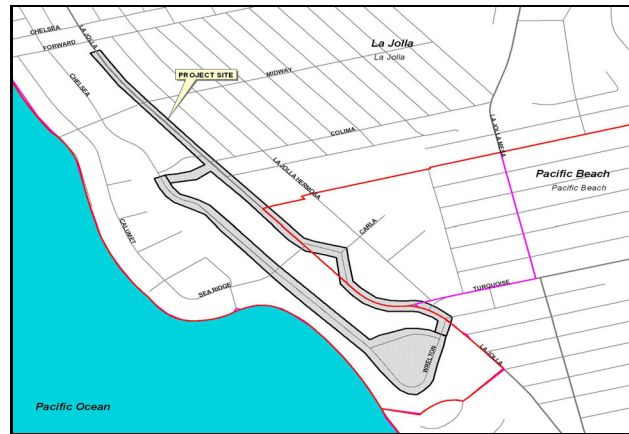 CHELSEA
LA JOLLA
FORWARD
La Jolla
La Jolla
PROJECT SITE
MIDWAY
CHELSEA
COLIMA
LA JOLLA MESA
LA JOLLA HERMOSA
Pacific Beach
Pacific Beach
CALUMET
CARLA
SEA RIDGE
TURQUOISE
LA JOLLA
WRELTON
Pacific Ocean